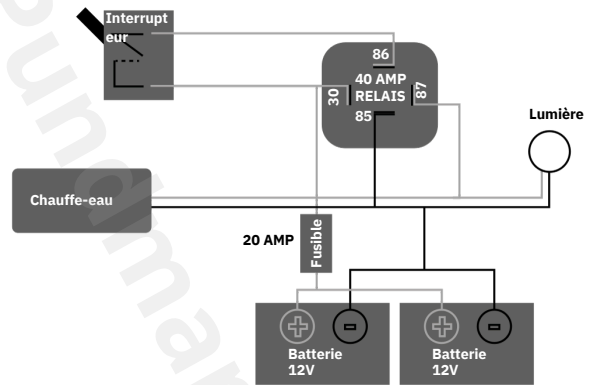 Interrupt
eur
86
40 AMP
RELAIS
30
87
85
Lumière
Chauffe-eau
20 AMP
Fusible
Batterie
12V
Batterie
12V